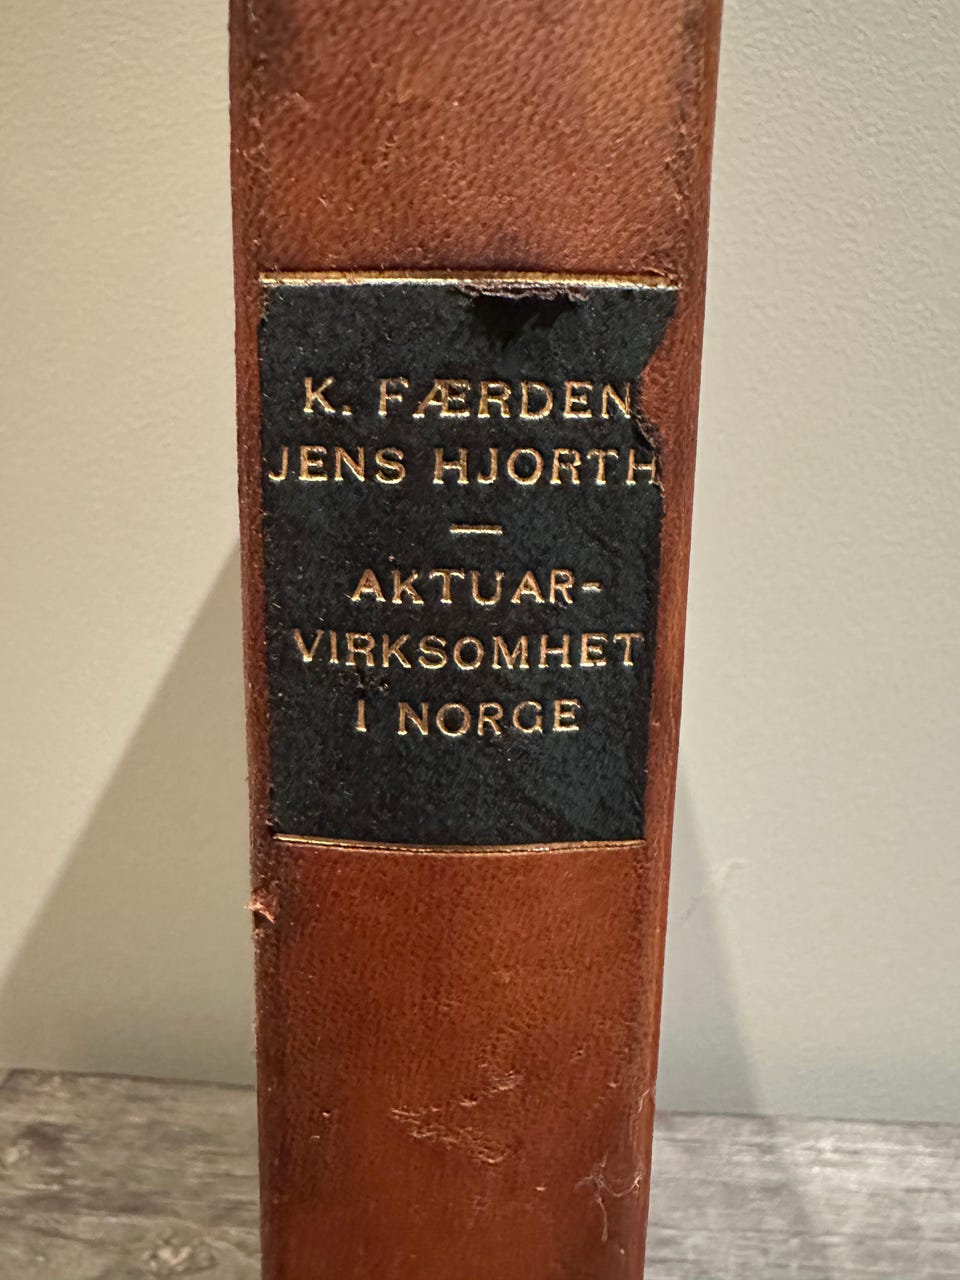 K. FÆRDEN
JENS HJORTH
—
AKTUAR-
VIRKSOMHET
I NORGE